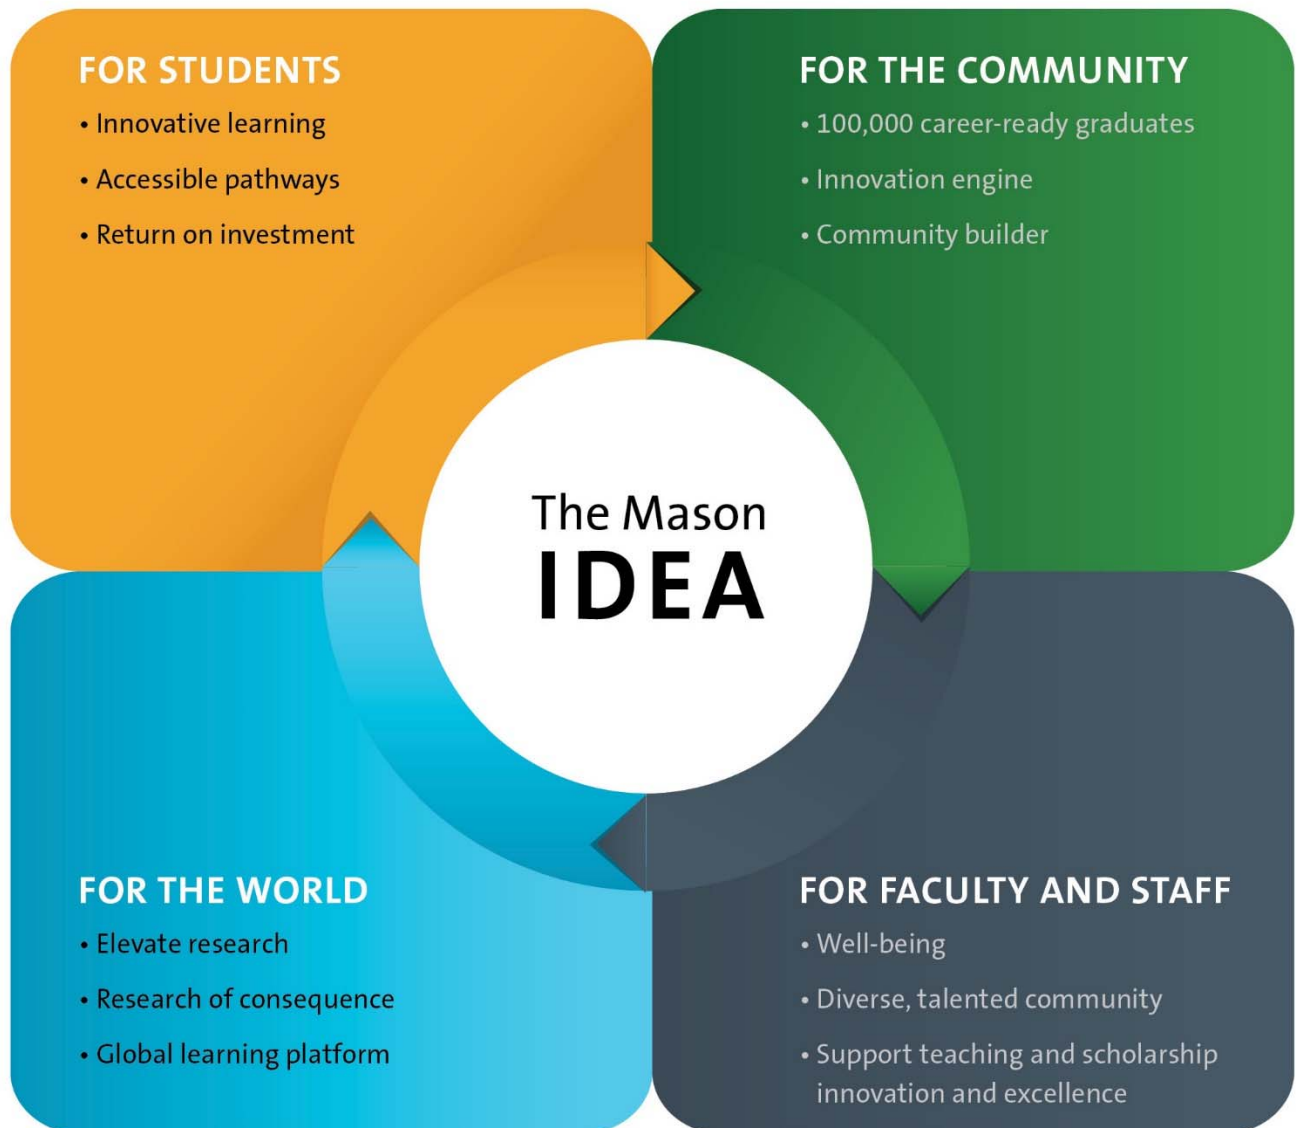 FOR STUDENTS
• Innovative learning
• Accessible pathways
• Return on investment
FOR THE COMMUNITY
• 100,000 career-ready graduates
• Innovation engine
• Community builder
The Mason
IDEA
FOR THE WORLD
• Elevate research
• Research of consequence
• Global learning platform
FOR FACULTY AND STAFF
• Well-being
• Diverse, talented community
• Support teaching and scholarship
innovation and excellence